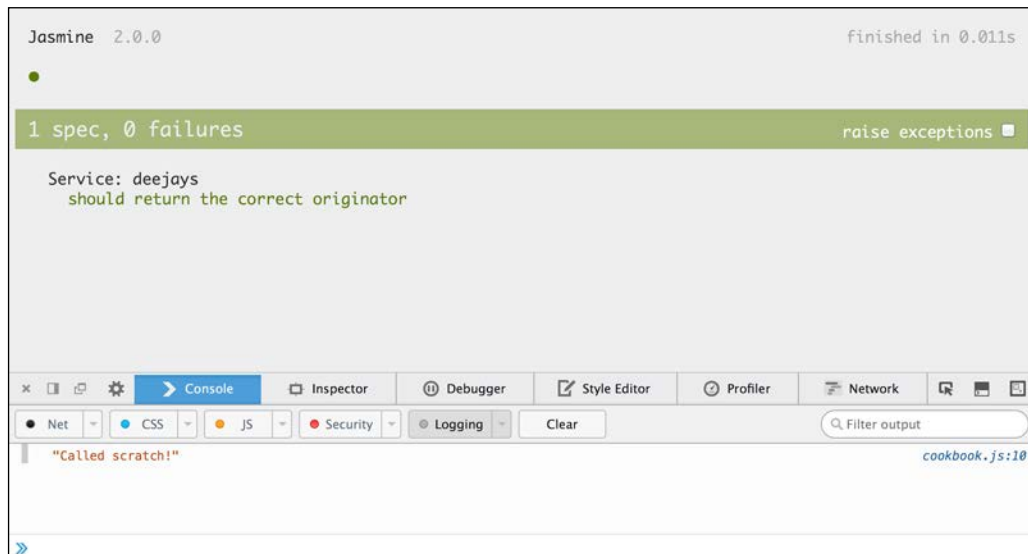 Jasmine 2.0.0 finished in 0.011s
1 spec, 0 failures raise exceptions
Service: deejays
should return the correct originator
Console Inspector Debugger Style Editor Profiler Network
Net CSS JS Security Logging Clear Filter output
"Called scratch!" cookbook.js:10